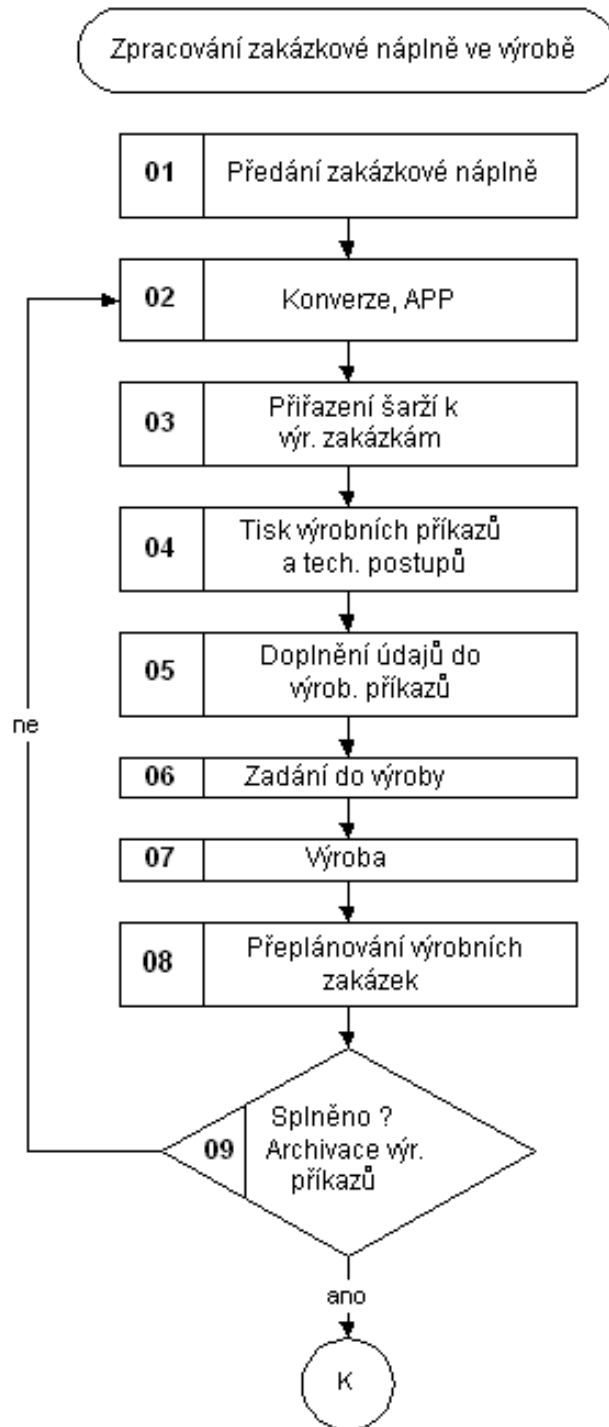 Zpracování zakázkové náplně ve výrobě
01 Předání zakázkové náplně
02 Konverze, APP
03 Přiřazení šarží k
výr. zakázkám
04 Tisk výrobních příkazů
a tech. postupů
05 Doplnění údajů do
výrob. příkazů
ne
06 Zadání do výroby
07 Výroba
08 Přeplánování výrobních
zakázek
09 Splněno ?
Archivace výr.
příkazů
ano
K